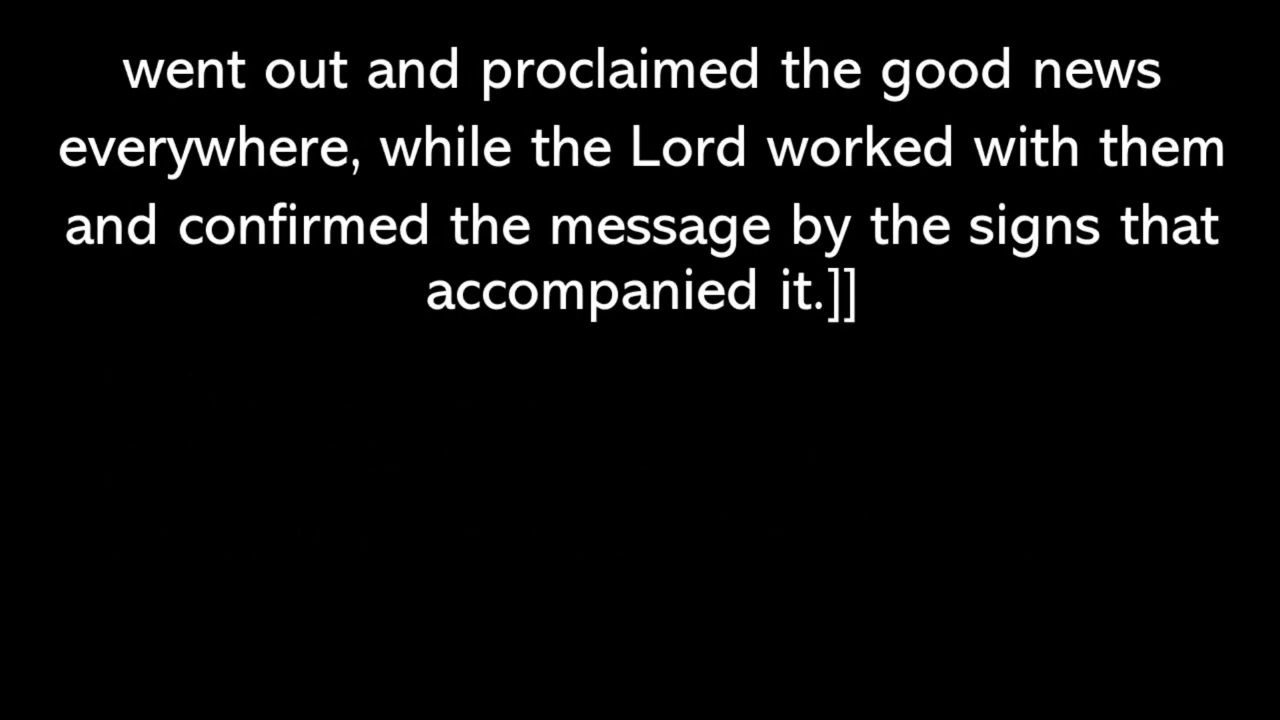 went out and proclaimed the good news
everywhere, while the Lord worked with them
and confirmed the message by the signs that
accompanied it.]]